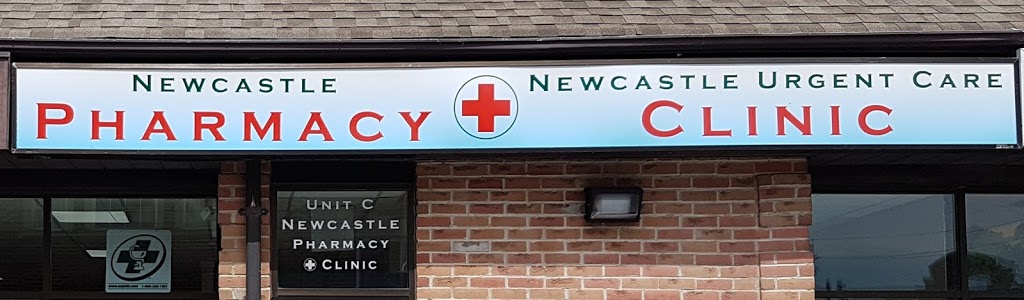 Newcastle
Pharmacy
Newcastle Urgent Care
Clinic
Unit C
Newcastle
Pharmacy
Clinic